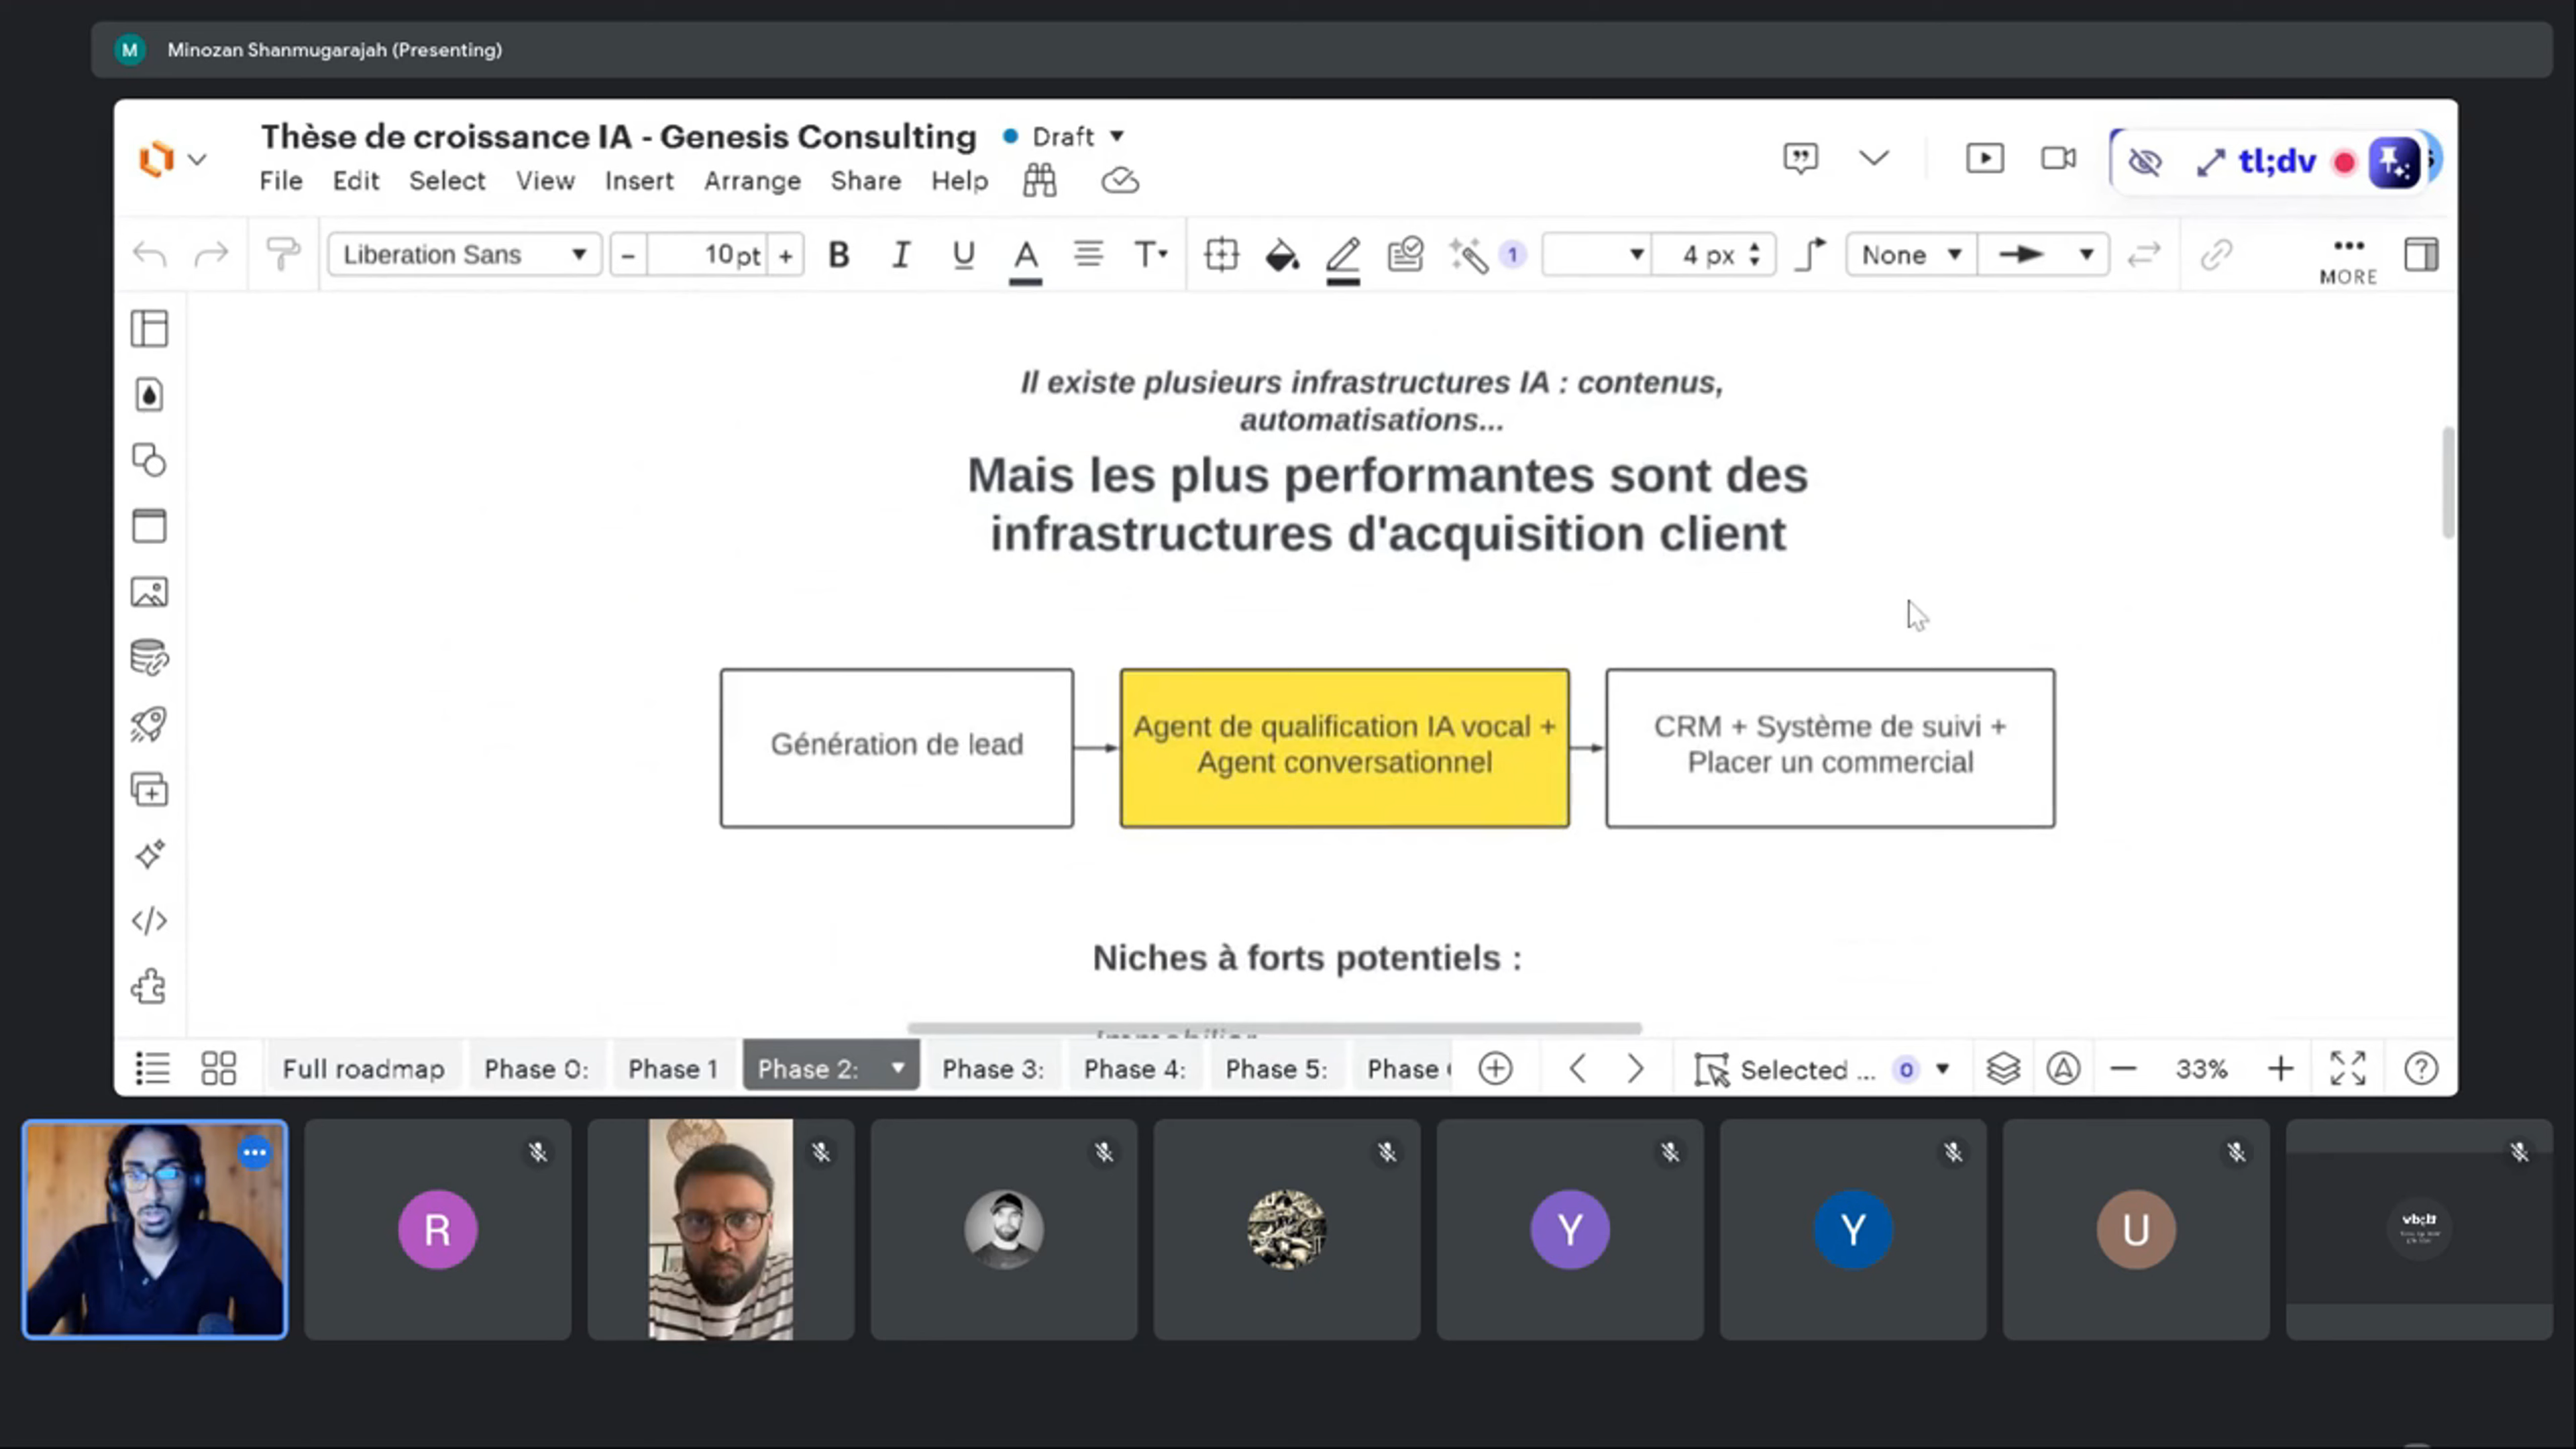 M Minozan Shanmugarajah (Presenting)
Thèse de croissance IA - Genesis Consulting Draft
File Edit Select View Insert Arrange Share Help
tl;dv
Liberation Sans - 10 pt + B I U A T 1 4 px None MORE
Il existe plusieurs infrastructures IA : contenus,
automatisations...
Mais les plus performantes sont des
infrastructures d'acquisition client
Génération de lead
Agent de qualification IA vocal +
Agent conversationnel
CRM + Système de suivi +
Placer un commercial
Niches à forts potentiels :
Full roadmap Phase 0: Phase 1 Phase 2: Phase 3: Phase 4: Phase 5: Phase Selected ... 0 33%
R
Y
Y
U